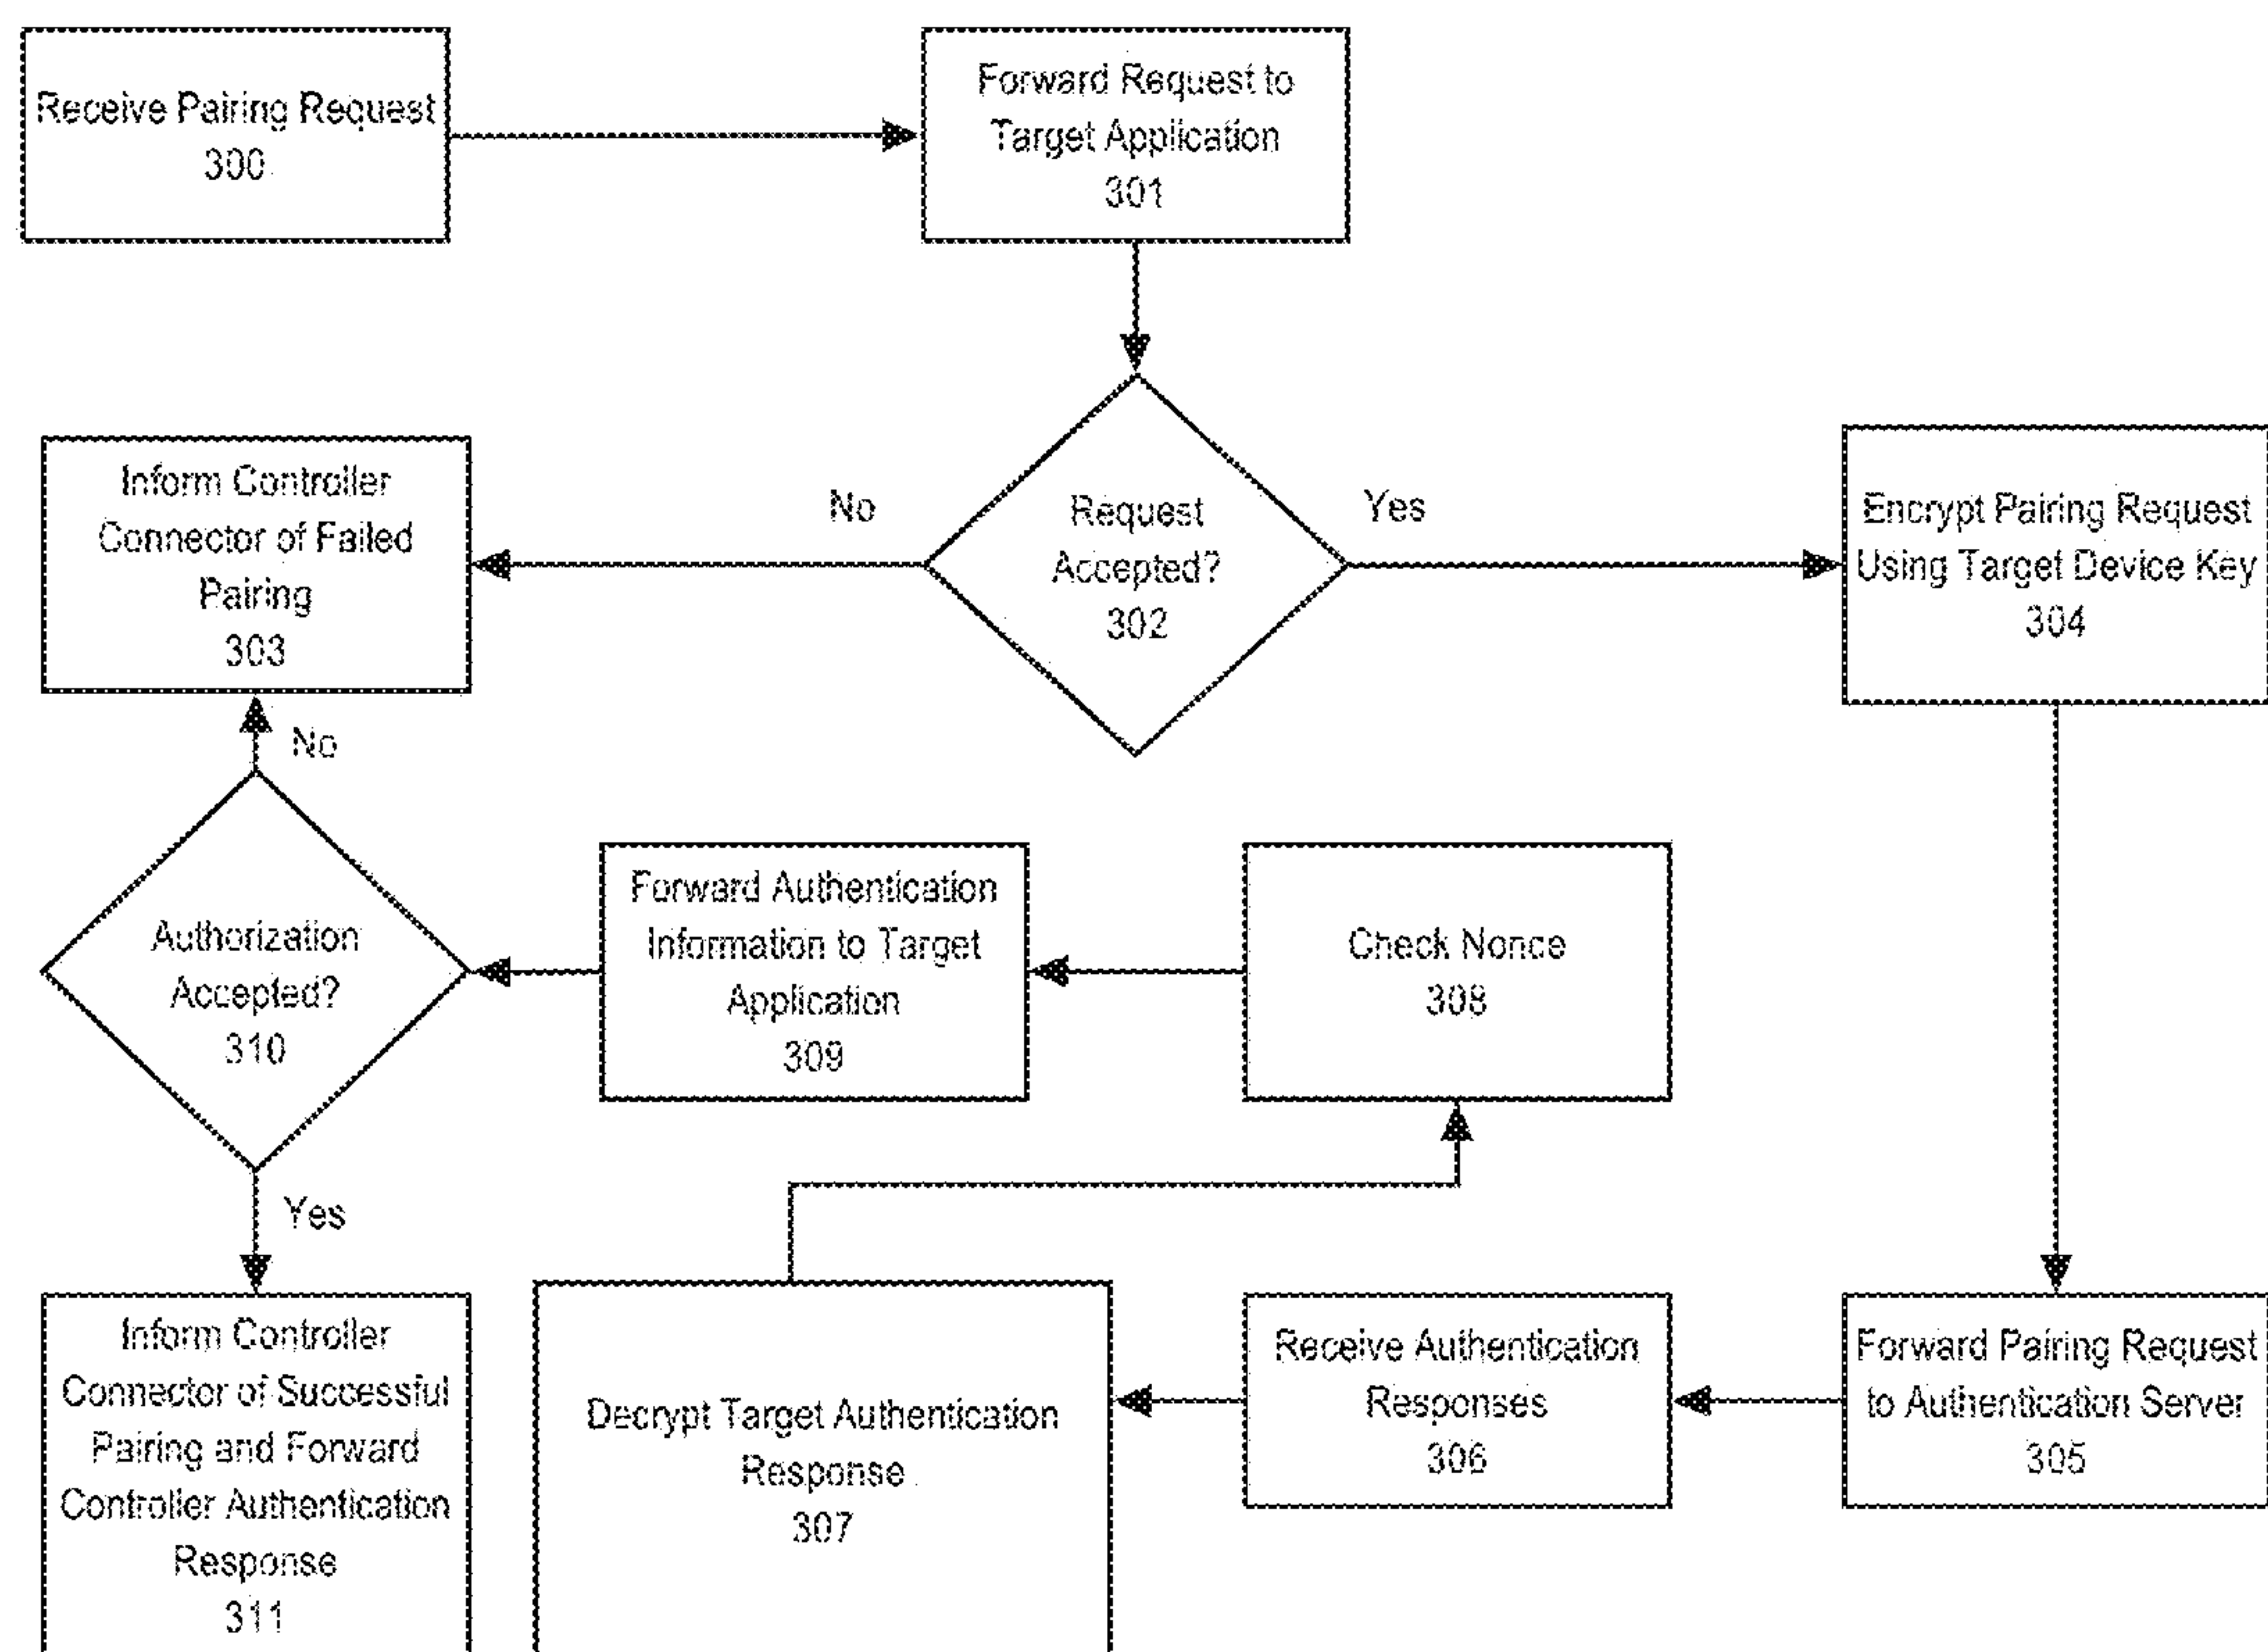 Receive Pairing Request
300
Forward Request to
Target Application
301
Request
Accepted?
302
No
Yes
Inform Controller
Connector of Failed
Pairing
303
Encrypt Pairing Request
Using Target Device Key
304
Forward Pairing Request
to Authentication Server
305
Receive Authentication
Responses
306
Decrypt Target Authentication
Response
307
Check Nonce
308
Forward Authentication
Information to Target
Application
309
Authorization
Accepted?
310
No
Yes
Inform Controller
Connector of Successful
Pairing and Forward
Controller Authentication
Response
311